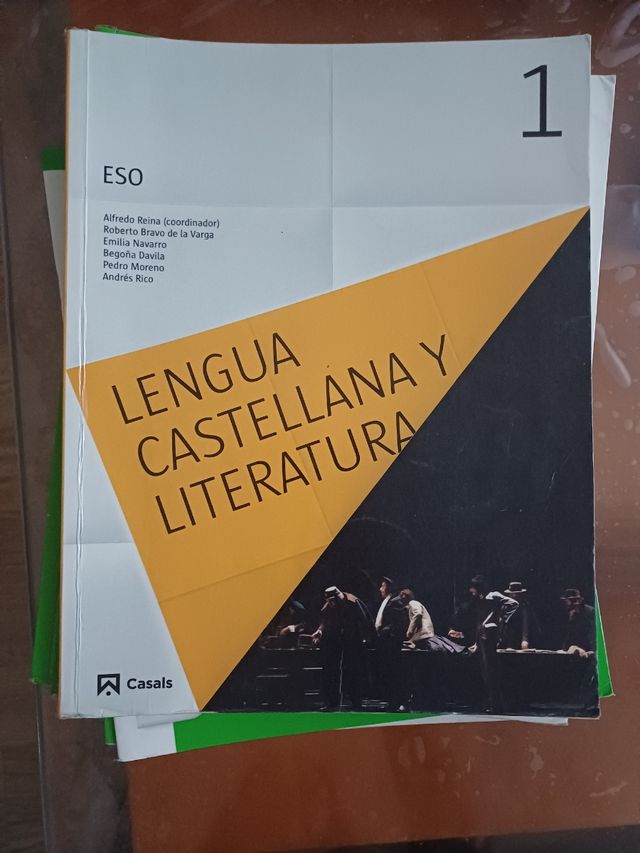 1
ESO
Alfredo Reina (coordinador)
Roberto Bravo de la Varga
Emilia Navarro
Begoña Davila
Pedro Moreno
Andrés Rico
LENGUA
CASTELLANA Y
LITERATURA
Casals